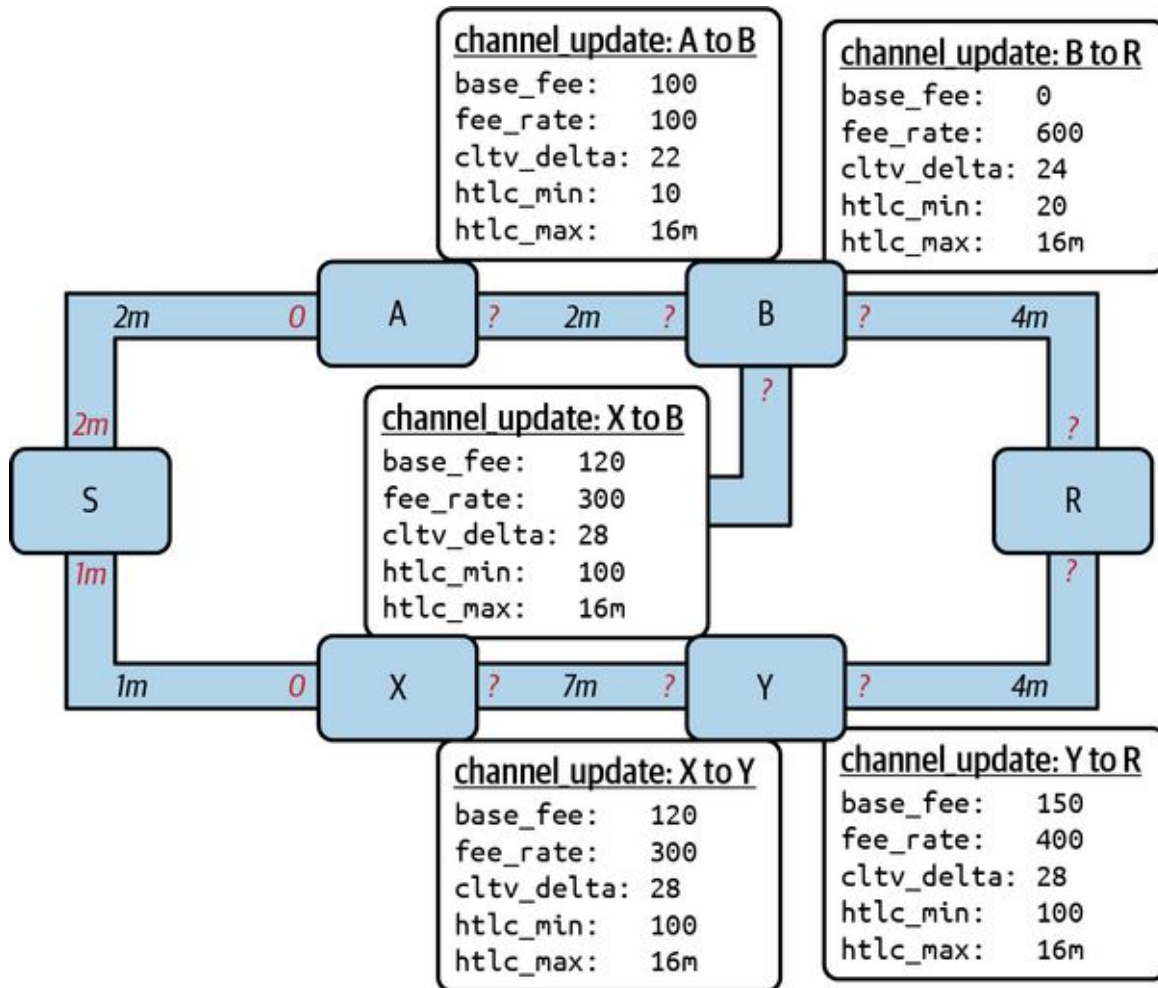 channel_update: A to B
base_fee: 100
fee_rate: 100
cltv_delta: 22
htlc_min: 10
htlc_max: 16m
channel_update: B to R
base_fee: 0
fee_rate: 600
cltv_delta: 24
htlc_min: 20
htlc_max: 16m
2m 0 A ? 2m ? B ? 4m
2m
?
?
S
R
channel_update: X to B
base_fee: 120
fee_rate: 300
cltv_delta: 28
htlc_min: 100
htlc_max: 16m
1m
?
1m 0 X ? 7m ? Y ? 4m
channel_update: X to Y
base_fee: 120
fee_rate: 300
cltv_delta: 28
htlc_min: 100
htlc_max: 16m
channel_update: Y to R
base_fee: 150
fee_rate: 400
cltv_delta: 28
htlc_min: 100
htlc_max: 16m